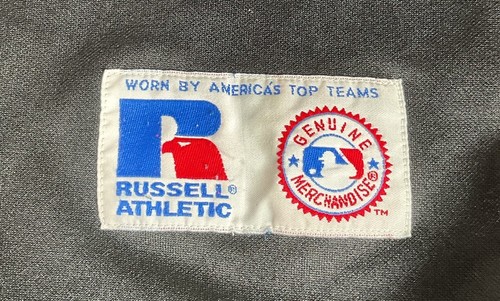 WORN BY AMERICA'S TOP TEAMS
R
RUSSELL®
ATHLETIC
GENUINE
MERCHANDISE®
TM